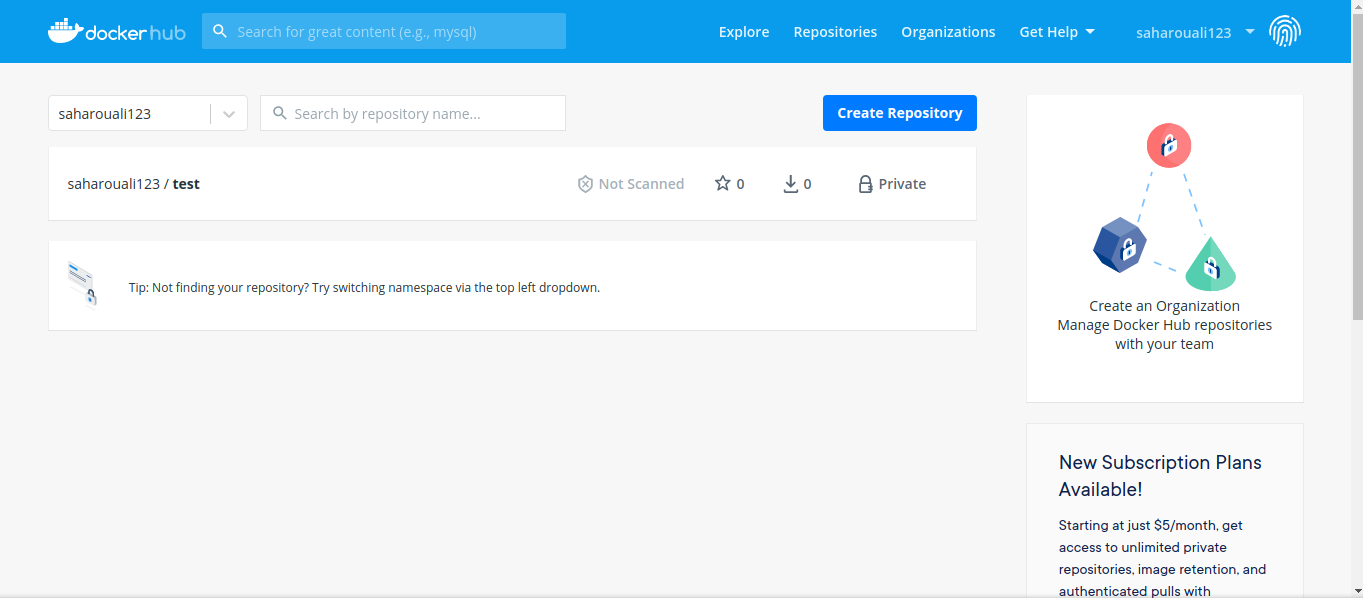 docker hub
Search for great content (e.g., mysql)
Explore
Repositories
Organizations
Get Help
saharouali123
saharouali123
Search by repository name...
Create Repository
saharouali123 / test
Not Scanned
0
0
Private
Tip: Not finding your repository? Try switching namespace via the top left dropdown.
Create an Organization
Manage Docker Hub repositories
with your team
New Subscription Plans
Available!
Starting at just $5/month, get
access to unlimited private
repositories, image retention, and
authenticated pulls with